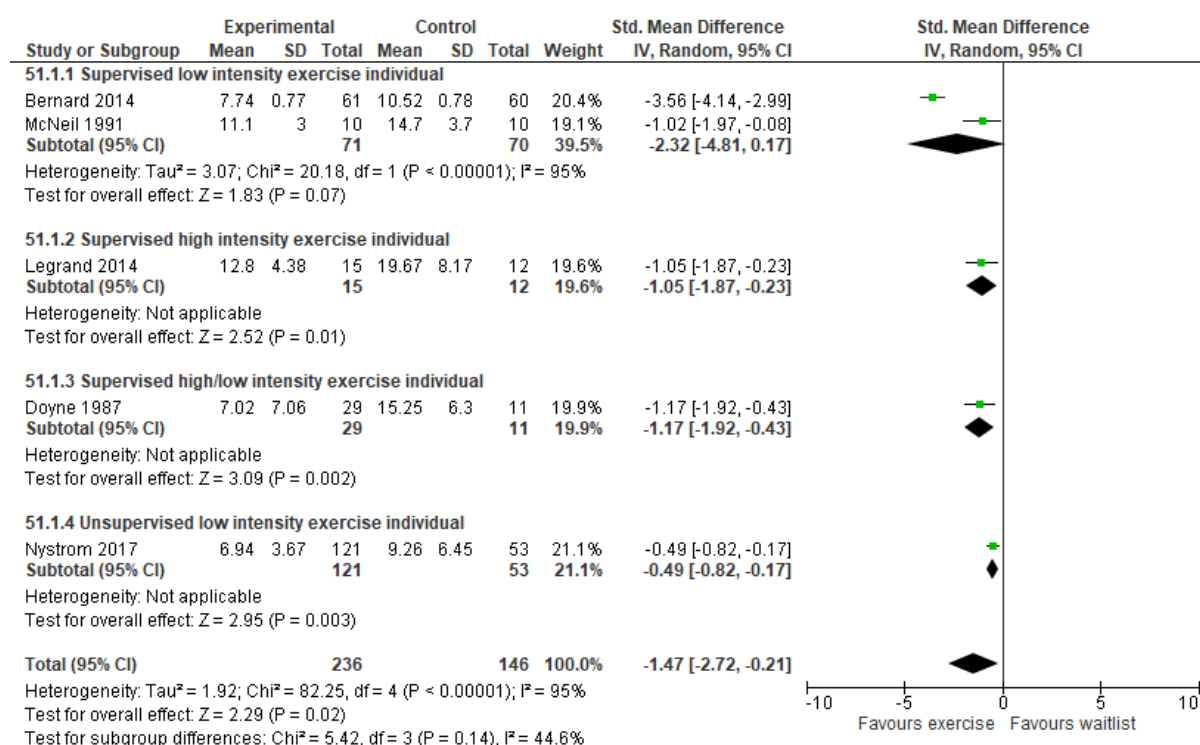 Experimental Control Std. Mean Difference Std. Mean Difference
Study or Subgroup Mean SD Total Mean SD Total Weight IV, Random, 95% CI IV, Random, 95% CI
51.1.1 Supervised low intensity exercise individual
Bernard 2014 7.74 0.77 61 10.52 0.78 60 20.4% -3.56 [-4.14, -2.99]
McNeil 1991 11.1 3 10 14.7 3.7 10 19.1% -1.02 [-1.97, -0.08]
Subtotal (95% CI) 71 70 39.5% -2.32 [-4.81, 0.17]
Heterogeneity: Tau² = 3.07; Chi² = 20.18, df = 1 (P < 0.00001); I² = 95%
Test for overall effect: Z = 1.83 (P = 0.07)
51.1.2 Supervised high intensity exercise individual
Legrand 2014 12.8 4.38 15 19.67 8.17 12 19.6% -1.05 [-1.87, -0.23]
Subtotal (95% CI) 15 12 19.6% -1.05 [-1.87, -0.23]
Heterogeneity: Not applicable
Test for overall effect: Z = 2.52 (P = 0.01)
51.1.3 Supervised high/low intensity exercise individual
Doyne 1987 7.02 7.06 29 15.25 6.3 11 19.9% -1.17 [-1.92, -0.43]
Subtotal (95% CI) 29 11 19.9% -1.17 [-1.92, -0.43]
Heterogeneity: Not applicable
Test for overall effect: Z = 3.09 (P = 0.002)
51.1.4 Unsupervised low intensity exercise individual
Nystrom 2017 6.94 3.67 121 9.26 6.45 53 21.1% -0.49 [-0.82, -0.17]
Subtotal (95% CI) 121 53 21.1% -0.49 [-0.82, -0.17]
Heterogeneity: Not applicable
Test for overall effect: Z = 2.95 (P = 0.003)
Total (95% CI) 236 146 100.0% -1.47 [-2.72, -0.21]
Heterogeneity: Tau² = 1.92; Chi² = 82.25, df = 4 (P < 0.00001); I² = 95%
Test for overall effect: Z = 2.29 (P = 0.02)
Test for subgroup differences: Chi² = 5.42, df = 3 (P = 0.14), I² = 44.6%
-10 -5 0 5 10
Favours exercise Favours waitlist